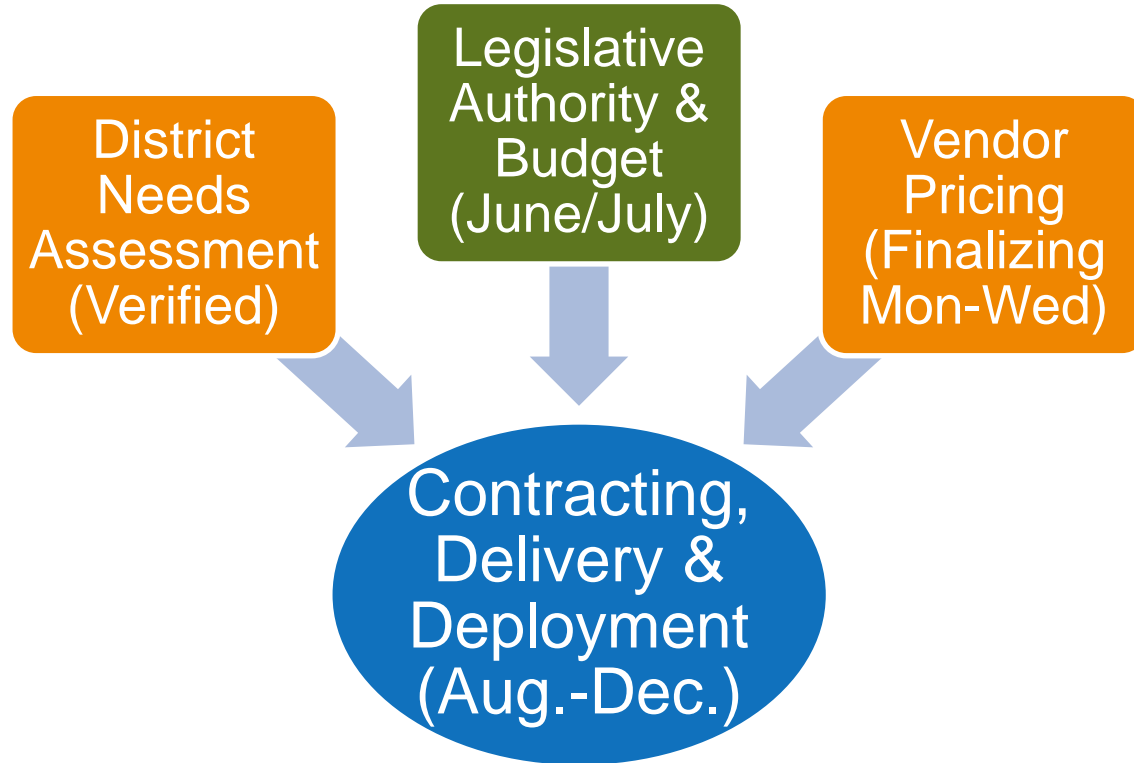 District
Needs
Assessment
(Verified)
Legislative
Authority &
Budget
(June/July)
Vendor
Pricing
(Finalizing
Mon-Wed)
Contracting,
Delivery &
Deployment
(Aug.-Dec.)